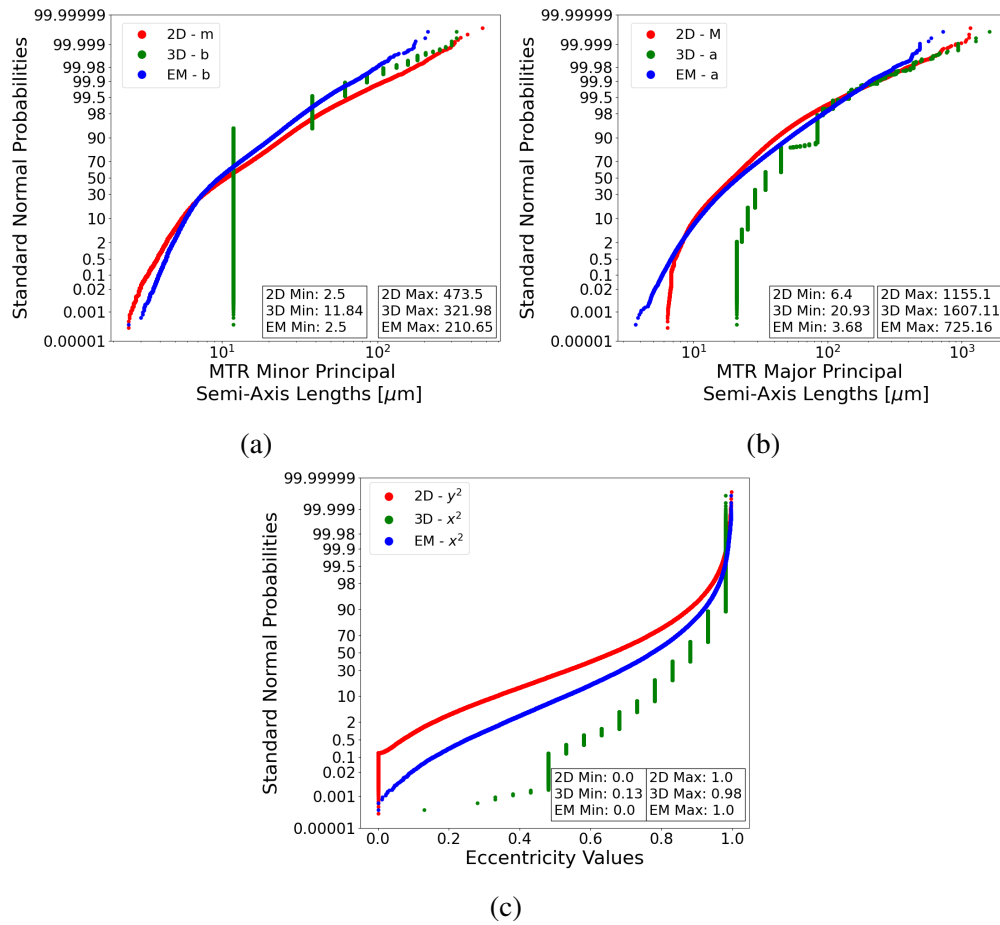 99.99999
99.999
99.98
99.9
99.5
98
90
70
50
30
10
2
0.5
0.1
0.02
0.001
0.00001
Standard Normal Probabilities
2D - m
3D - b
EM - b
2D Min: 2.5
3D Min: 11.84
EM Min: 2.5
2D Max: 473.5
3D Max: 321.98
EM Max: 210.65
10¹
10²
MTR Minor Principal
Semi-Axis Lengths [μm]
(a)
99.99999
99.999
99.98
99.9
99.5
98
90
70
50
30
10
2
0.5
0.1
0.02
0.001
0.00001
Standard Normal Probabilities
2D - M
3D - a
EM - a
2D Min: 6.4
3D Min: 20.93
EM Min: 3.68
2D Max: 1155.1
3D Max: 1607.11
EM Max: 725.16
10¹
10²
10³
MTR Major Principal
Semi-Axis Lengths [μm]
(b)
99.99999
99.999
99.98
99.9
99.5
98
90
70
50
30
10
2
0.5
0.1
0.02
0.001
0.00001
Standard Normal Probabilities
2D - y²
3D - x²
EM - x²
2D Min: 0.0
3D Min: 0.13
EM Min: 0.0
2D Max: 1.0
3D Max: 0.98
EM Max: 1.0
0.0
0.2
0.4
0.6
0.8
1.0
Eccentricity Values
(c)